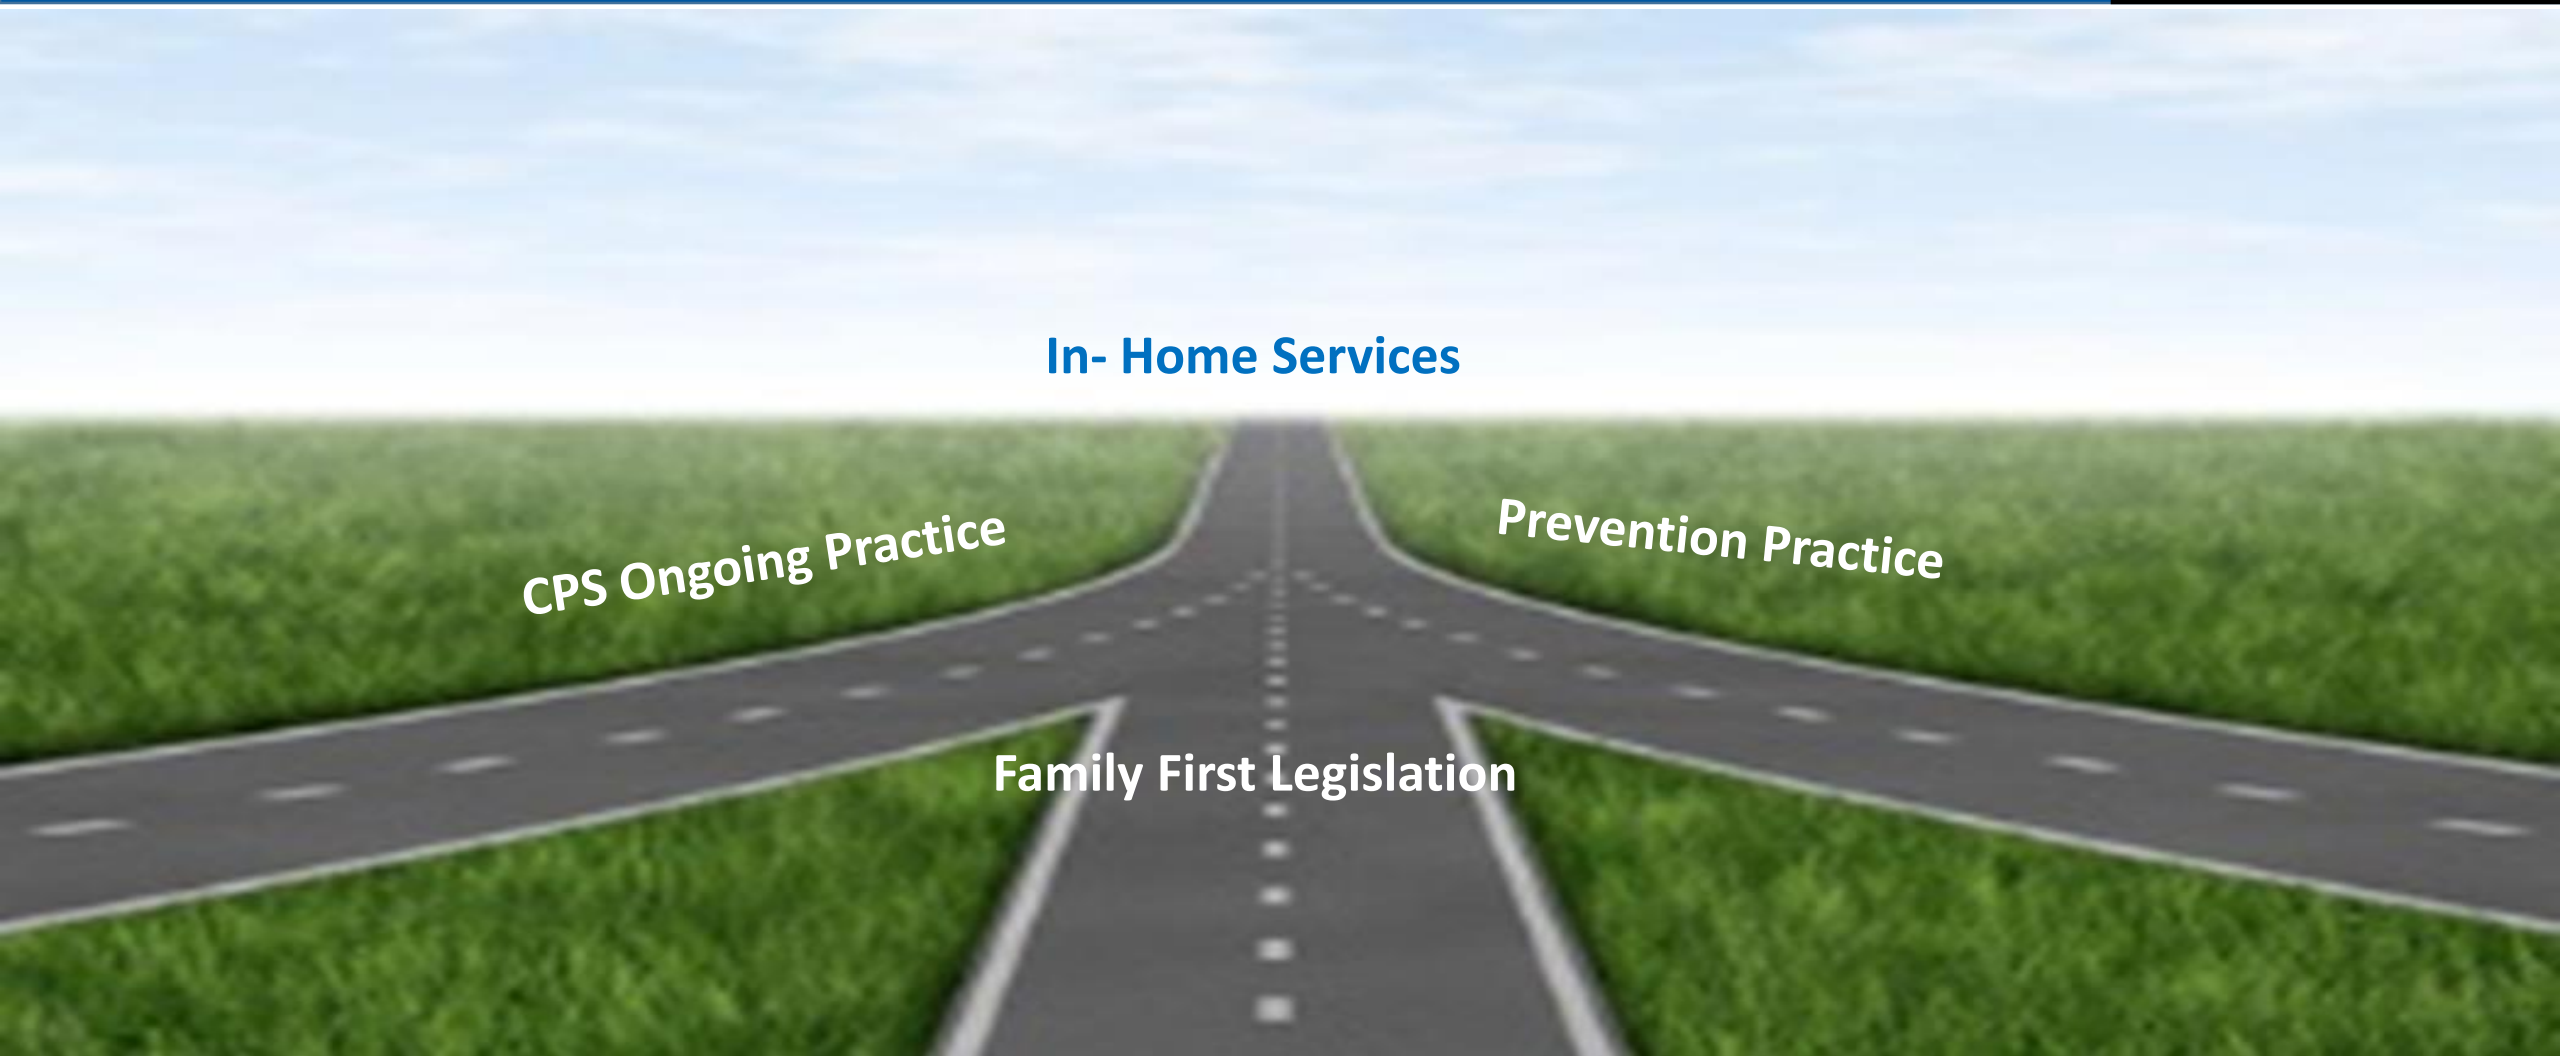 In- Home Services
CPS Ongoing Practice
Prevention Practice
Family First Legislation